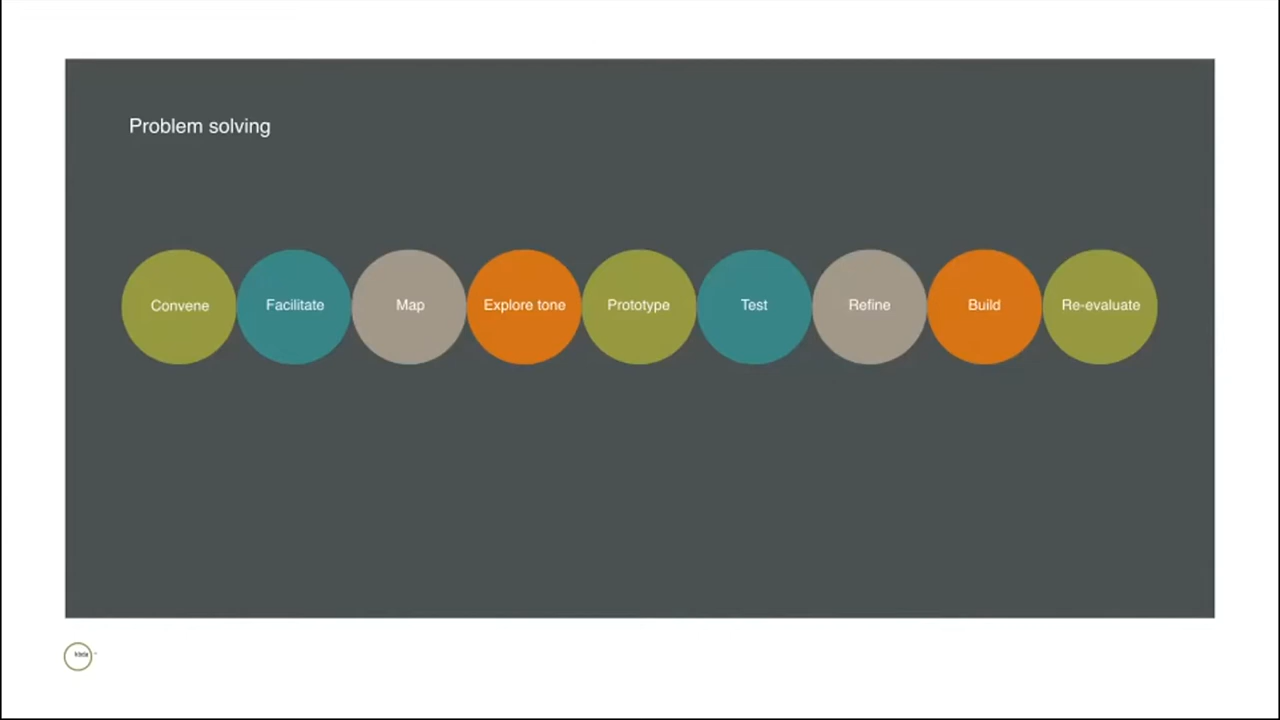 Problem solving
Convene
Facilitate
Map
Explore tone
Prototype
Test
Refine
Build
Re-evaluate